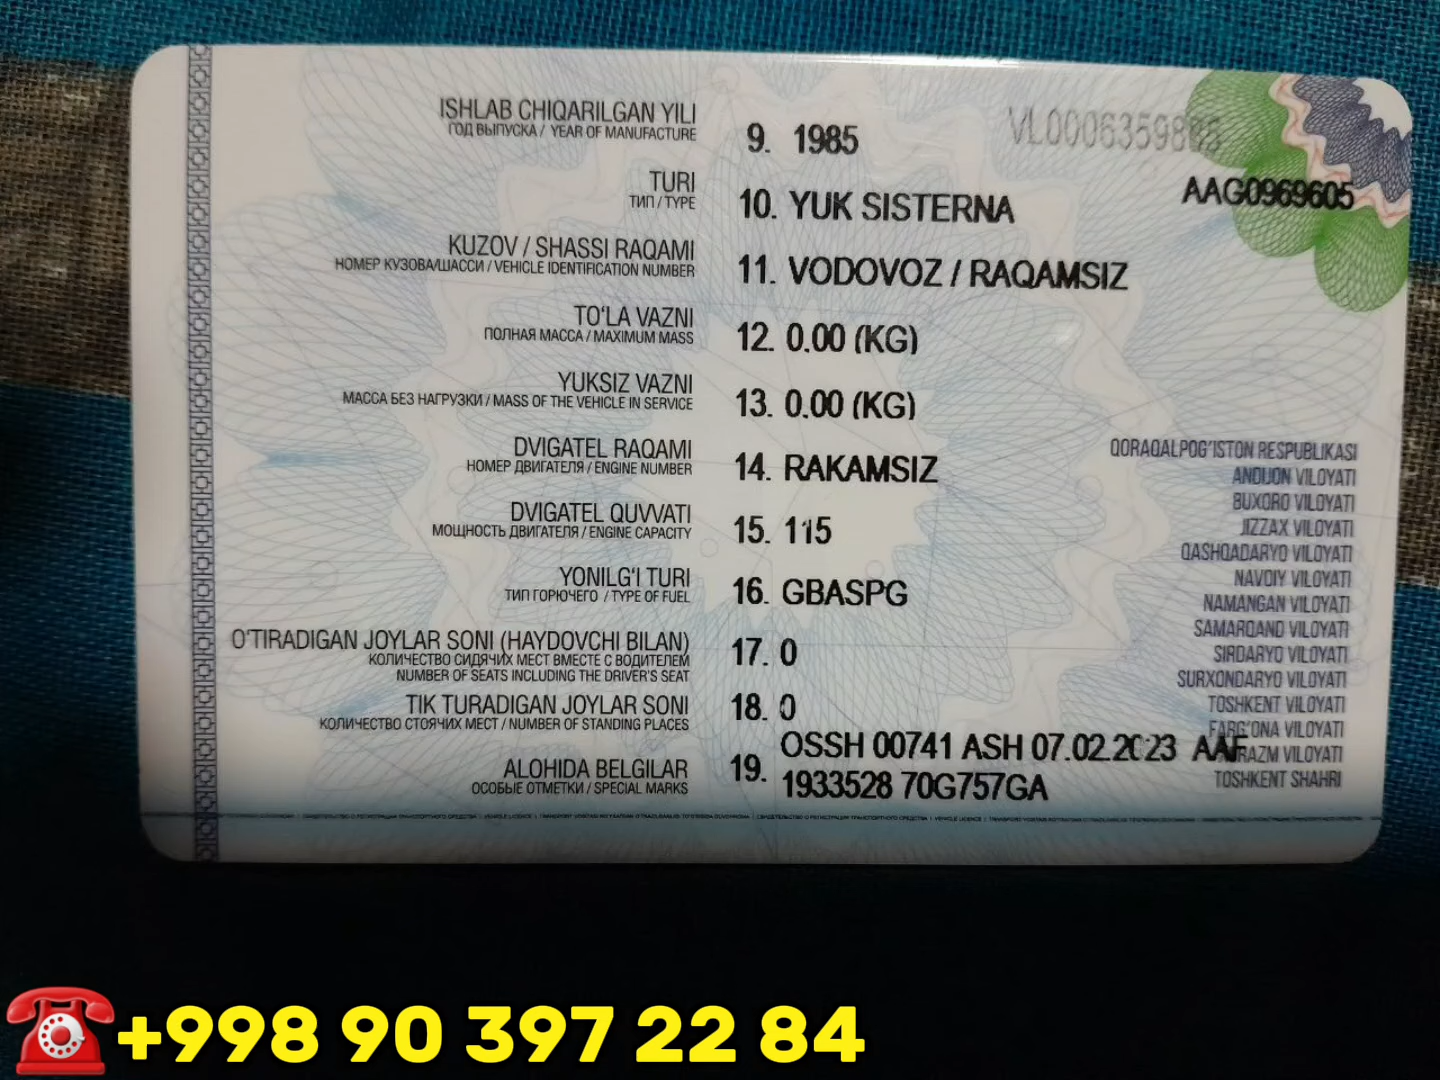 ISHLAB CHIQARILGAN YILI
ГОД ВЫПУСКА / YEAR OF MANUFACTURE
9. 1985
AAG0969605
TURI
ТИП / TYPE
10. YUK SISTERNA
KUZOV / SHASSI RAQAMI
НОМЕР КУЗОВА/ШАССИ / VEHICLE IDENTIFICATION NUMBER
11. VODOVOZ / RAQAMSIZ
TO'LA VAZNI
ПОЛНАЯ МАССА / MAXIMUM MASS
12. 0.00 (KG)
YUKSIZ VAZNI
МАССА БЕЗ НАГРУЗКИ / MASS OF THE VEHICLE IN SERVICE
13. 0.00 (KG)
DVIGATEL RAQAMI
НОМЕР ДВИГАТЕЛЯ / ENGINE NUMBER
14. RAKAMSIZ
DVIGATEL QUVVATI
МОЩНОСТЬ ДВИГАТЕЛЯ / ENGINE CAPACITY
15. 115
YONILG'I TURI
ТИП ГОРЮЧЕГО / TYPE OF FUEL
16. GBASPG
O'TIRADIGAN JOYLAR SONI (HAYDOVCHI BILAN)
КОЛИЧЕСТВО СИДЯЧИХ МЕСТ ВМЕСТЕ С ВОДИТЕЛЕМ
NUMBER OF SEATS INCLUDING THE DRIVER'S SEAT
17. 0
TIK TURADIGAN JOYLAR SONI
КОЛИЧЕСТВО СТОЯЧИХ МЕСТ / NUMBER OF STANDING PLACES
18. 0
ALOHIDA BELGILAR
ОСОБЫЕ ОТМЕТКИ / SPECIAL MARKS
19. OSSH 00741 ASH 07.02.2023 AAF
1933528 70G757GA
QORAQALPOG'ISTON RESPUBLIKASI
ANDIJON VILOYATI
BUXORO VILOYATI
JIZZAX VILOYATI
QASHQADARYO VILOYATI
NAVOIY VILOYATI
NAMANGAN VILOYATI
SAMARQAND VILOYATI
SIRDARYO VILOYATI
SURXONDARYO VILOYATI
TOSHKENT VILOYATI
FARG'ONA VILOYATI
VILOYATI
TOSHKENT SHAHRI
+998 90 397 22 84